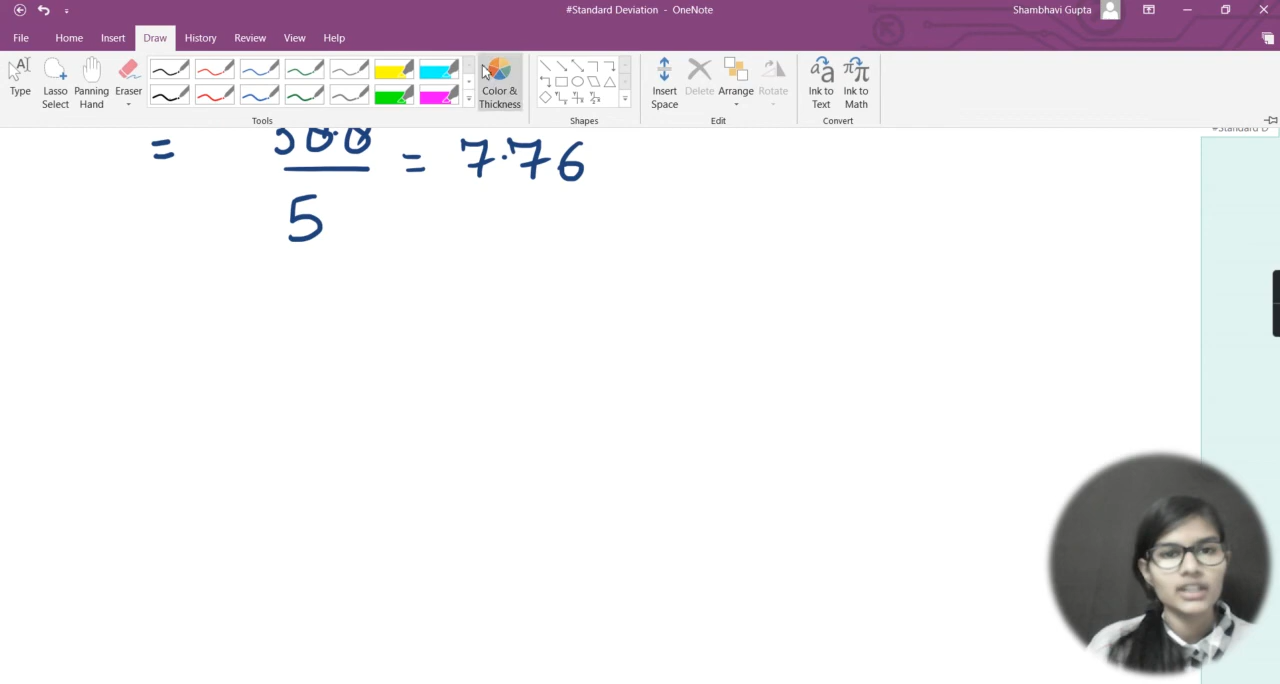 #Standard Deviation - OneNote
Shambhavi Gupta
File Home Insert Draw History Review View Help
Type
Lasso Select
Panning Hand
Eraser
Color & Thickness
Insert Space
Delete
Arrange
Rotate
Ink to Text
Ink to Math
Tools
Shapes
Edit
Convert
#Standard D
= = 7.76
5